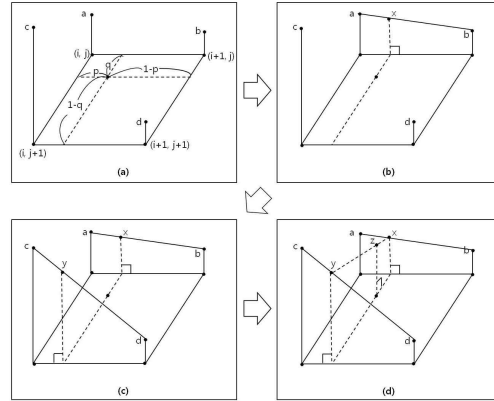 a
c
b
(i, j)
q
(i+1, j)
p
1-p
1-q
d
(i, j+1)
(i+1, j+1)
(a)
a
x
b
c
d
(b)
a
x
c
b
y
d
(c)
a
x
z
c
b
y
d
(d)